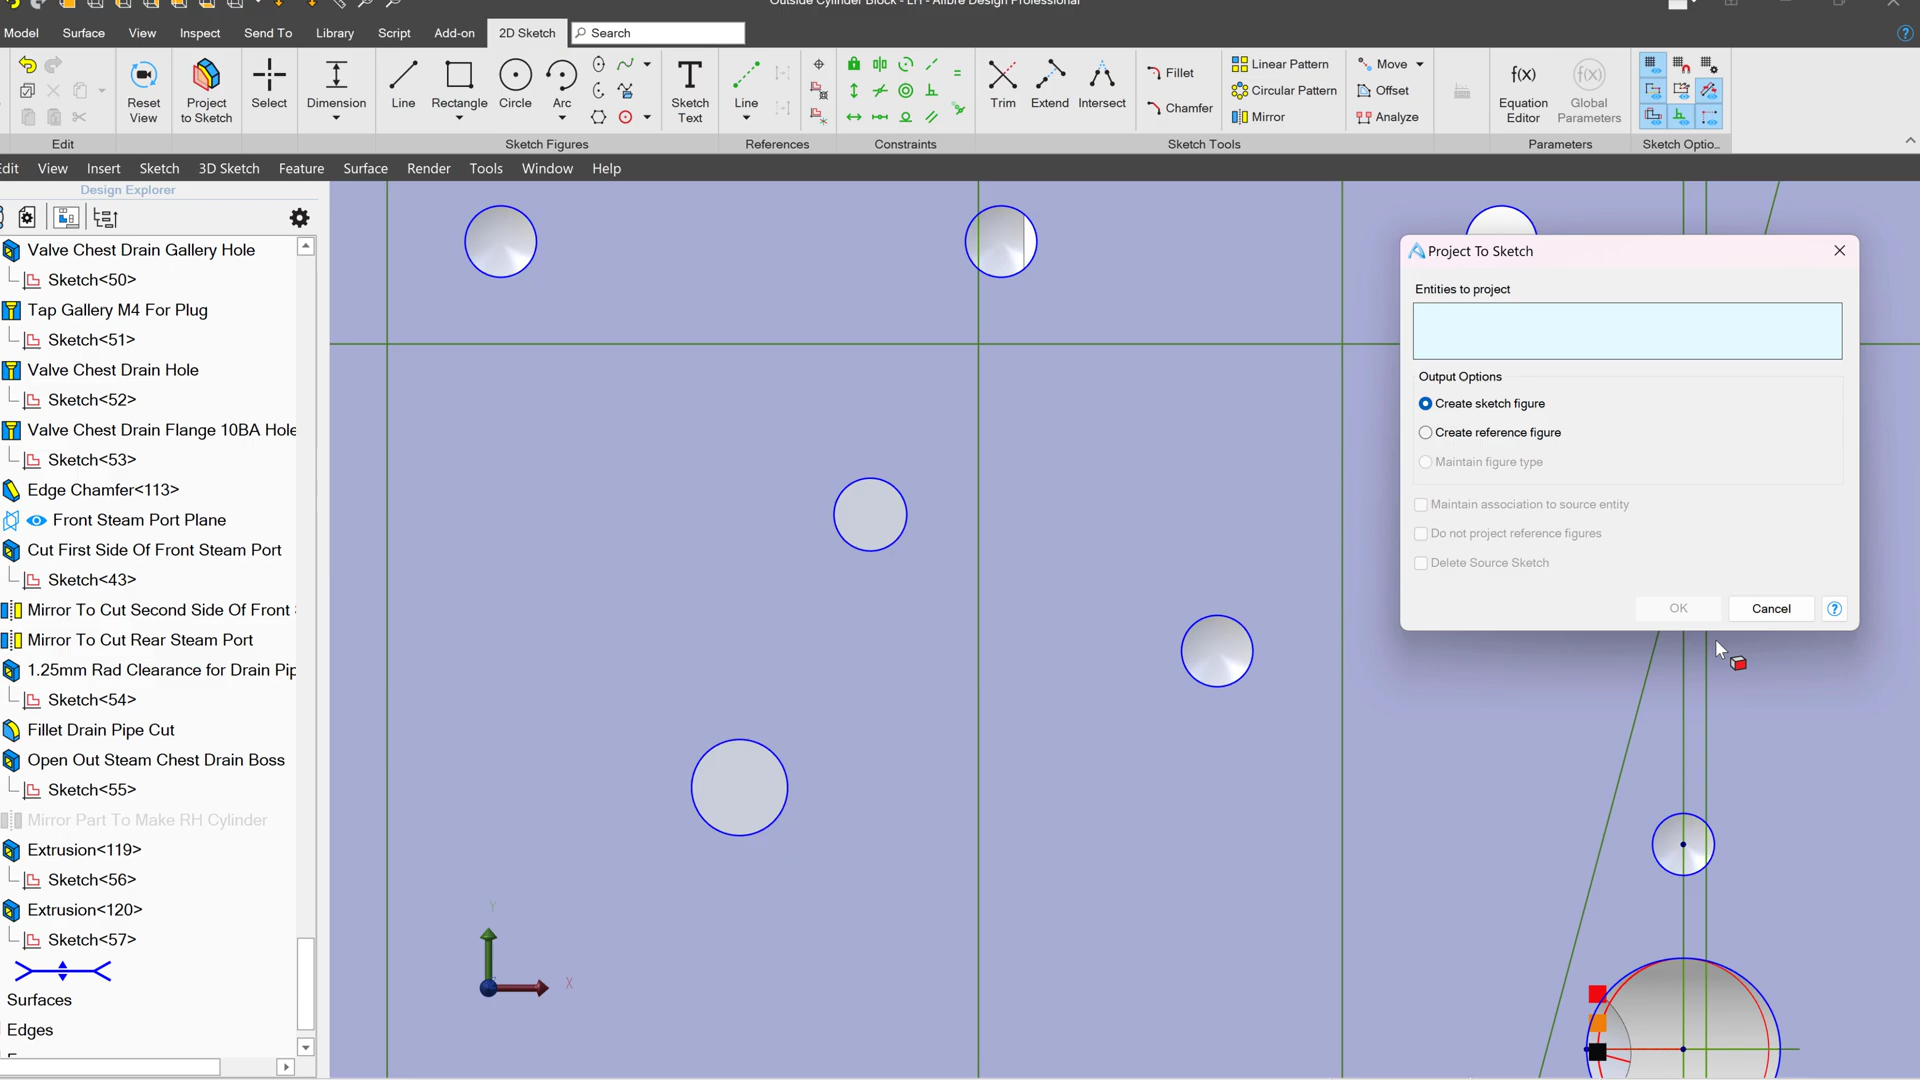 Outside Cylinder Block - LH - Alibre Design Professional
Model Surface View Inspect Send To Library Script Add-on 2D Sketch Search
Reset View
Project to Sketch
Select
Dimension
Line
Rectangle
Circle
Arc
Sketch Text
Line
Trim
Extend
Intersect
Fillet
Chamfer
Linear Pattern
Circular Pattern
Mirror
Move
Offset
Analyze
f(x)
Equation Editor
f(x)
Global Parameters
Edit Sketch Figures References Constraints Sketch Tools Parameters Sketch Optio...
dit View Insert Sketch 3D Sketch Feature Surface Render Tools Window Help
Design Explorer
Valve Chest Drain Gallery Hole
Sketch<50>
Tap Gallery M4 For Plug
Sketch<51>
Valve Chest Drain Hole
Sketch<52>
Valve Chest Drain Flange 10BA Hole
Sketch<53>
Edge Chamfer<113>
Front Steam Port Plane
Cut First Side Of Front Steam Port
Sketch<43>
Mirror To Cut Second Side Of Front
Mirror To Cut Rear Steam Port
1.25mm Rad Clearance for Drain Pip
Sketch<54>
Fillet Drain Pipe Cut
Open Out Steam Chest Drain Boss
Sketch<55>
Mirror Part To Make RH Cylinder
Extrusion<119>
Sketch<56>
Extrusion<120>
Sketch<57>
Surfaces
Edges
Y
X
Project To Sketch
Entities to project
Output Options
Create sketch figure
Create reference figure
Maintain figure type
Maintain association to source entity
Do not project reference figures
Delete Source Sketch
OK Cancel ?